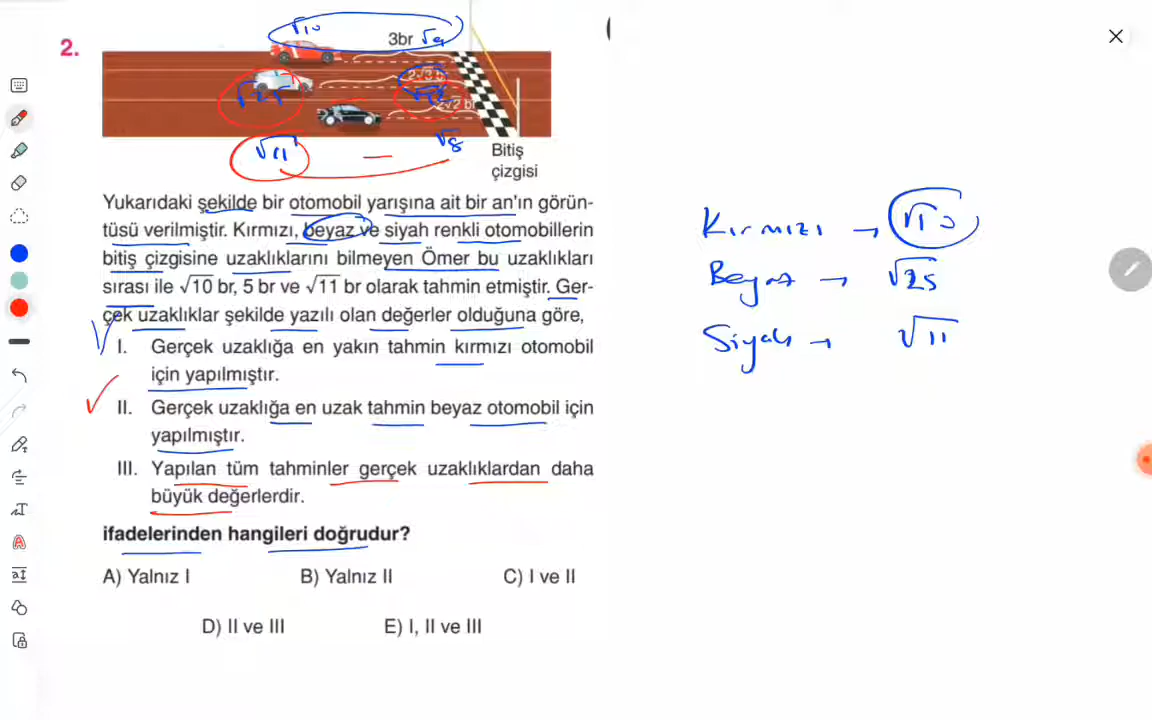 2.
√10
3br √9
2√3 b
√25
√12
2√2 br
√11
√8
Bitiş
çizgisi
Yukarıdaki şekilde bir otomobil yarışına ait bir an'ın görün-
tüsü verilmiştir. Kırmızı, beyaz ve siyah renkli otomobillerin
bitiş çizgisine uzaklıklarını bilmeyen Ömer bu uzaklıkları
sırası ile √10 br, 5 br ve √11 br olarak tahmin etmiştir. Ger-
çek uzaklıklar şekilde yazılı olan değerler olduğuna göre,
I. Gerçek uzaklığa en yakın tahmin kırmızı otomobil
için yapılmıştır.
II. Gerçek uzaklığa en uzak tahmin beyaz otomobil için
yapılmıştır.
III. Yapılan tüm tahminler gerçek uzaklıklardan daha
büyük değerlerdir.
ifadelerinden hangileri doğrudur?
A) Yalnız I B) Yalnız II C) I ve II
D) II ve III E) I, II ve III
Kırmızı → √10
Beyaz → √25
Siyah → √11